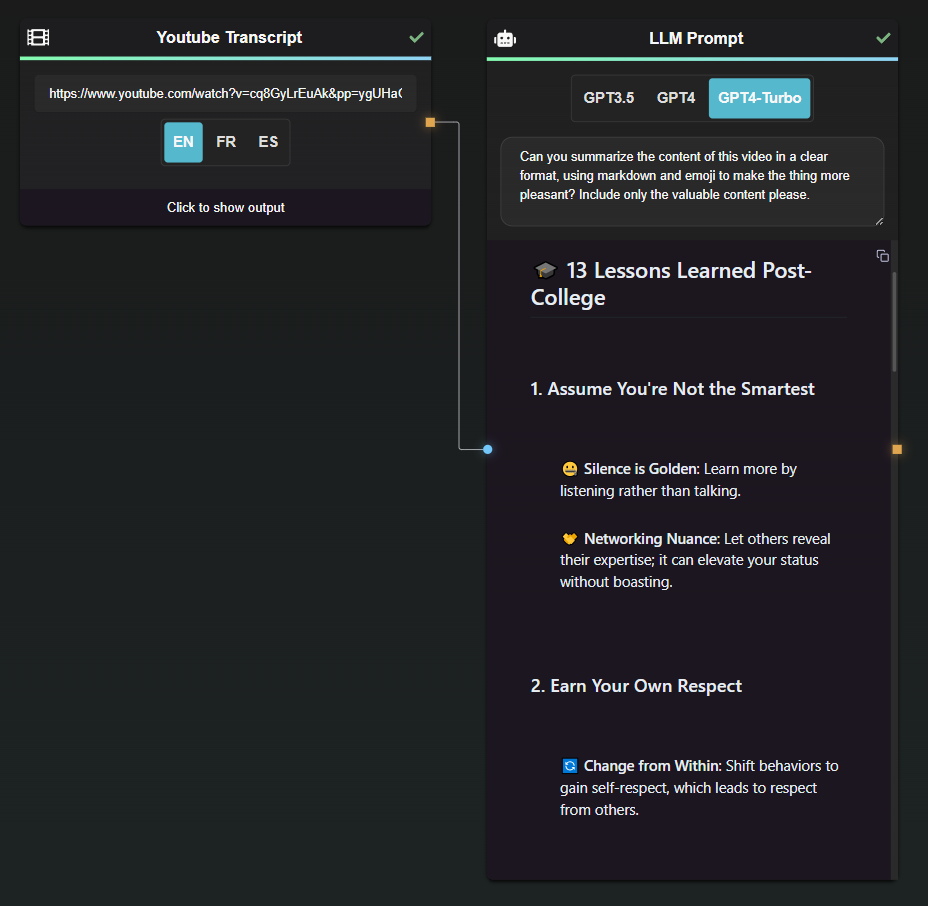 Youtube Transcript
https://www.youtube.com/watch?v=cq8GyLrEuAk&pp=ygUHaC
EN FR ES
Click to show output
LLM Prompt
GPT3.5 GPT4 GPT4-Turbo
Can you summarize the content of this video in a clear
format, using markdown and emoji to make the thing more
pleasant? Include only the valuable content please.
🎓 13 Lessons Learned Post-
College
1. Assume You're Not the Smartest
🤐 Silence is Golden: Learn more by
listening rather than talking.
🤝 Networking Nuance: Let others reveal
their expertise; it can elevate your status
without boasting.
2. Earn Your Own Respect
🔄 Change from Within: Shift behaviors to
gain self-respect, which leads to respect
from others.